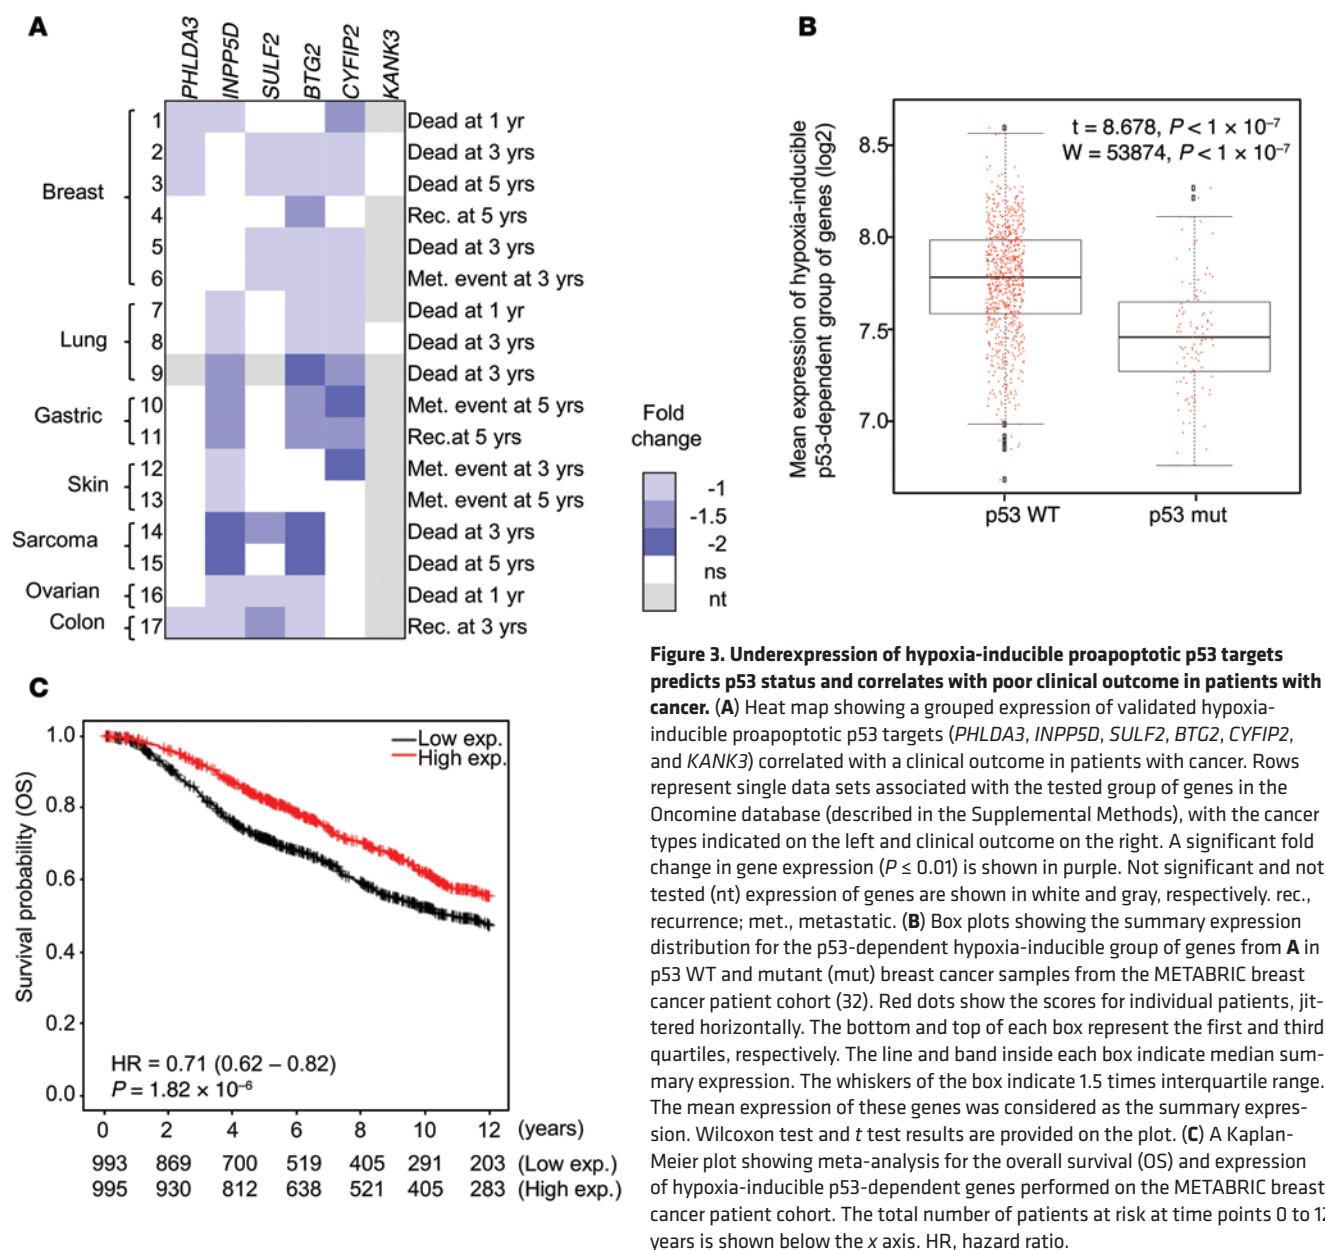 A
PHLDA3 INPP5D SULF2 BTG2 CYFIP2 KANK3
Breast
1 Dead at 1 yr
2 Dead at 3 yrs
3 Dead at 5 yrs
4 Rec. at 5 yrs
5 Dead at 3 yrs
6 Met. event at 3 yrs
Lung
7 Dead at 1 yr
8 Dead at 3 yrs
9 Dead at 3 yrs
Gastric
10 Met. event at 5 yrs
11 Rec.at 5 yrs
Skin
12 Met. event at 3 yrs
13 Met. event at 5 yrs
Sarcoma
14 Dead at 3 yrs
15 Dead at 5 yrs
Ovarian
16 Dead at 1 yr
Colon
17 Rec. at 3 yrs
Fold
change
-1
-1.5
-2
ns
nt
B
Mean expression of hypoxia-inducible
p53-dependent group of genes (log2)
8.5
8.0
7.5
7.0
t = 8.678, P < 1 × 10⁻⁷
W = 53874, P < 1 × 10⁻⁷
p53 WT p53 mut
C
Survival probability (OS)
1.0
0.8
0.6
0.4
0.2
0.0
Low exp.
High exp.
HR = 0.71 (0.62 – 0.82)
P = 1.82 × 10⁻⁶
0 2 4 6 8 10 12 (years)
993 869 700 519 405 291 203 (Low exp.)
995 930 812 638 521 405 283 (High exp.)
Figure 3. Underexpression of hypoxia-inducible proapoptotic p53 targets
predicts p53 status and correlates with poor clinical outcome in patients with
cancer. (A) Heat map showing a grouped expression of validated hypoxia-
inducible proapoptotic p53 targets (PHLDA3, INPP5D, SULF2, BTG2, CYFIP2,
and KANK3) correlated with a clinical outcome in patients with cancer. Rows
represent single data sets associated with the tested group of genes in the
Oncomine database (described in the Supplemental Methods), with the cancer
types indicated on the left and clinical outcome on the right. A significant fold
change in gene expression (P ≤ 0.01) is shown in purple. Not significant and not
tested (nt) expression of genes are shown in white and gray, respectively. rec.,
recurrence; met., metastatic. (B) Box plots showing the summary expression
distribution for the p53-dependent hypoxia-inducible group of genes from A in
p53 WT and mutant (mut) breast cancer samples from the METABRIC breast
cancer patient cohort (32). Red dots show the scores for individual patients, jit-
tered horizontally. The bottom and top of each box represent the first and third
quartiles, respectively. The line and band inside each box indicate median sum-
mary expression. The whiskers of the box indicate 1.5 times interquartile range.
The mean expression of these genes was considered as the summary expres-
sion. Wilcoxon test and t test results are provided on the plot. (C) A Kaplan-
Meier plot showing meta-analysis for the overall survival (OS) and expression
of hypoxia-inducible p53-dependent genes performed on the METABRIC breast
cancer patient cohort. The total number of patients at risk at time points 0 to 12
years is shown below the x axis. HR, hazard ratio.